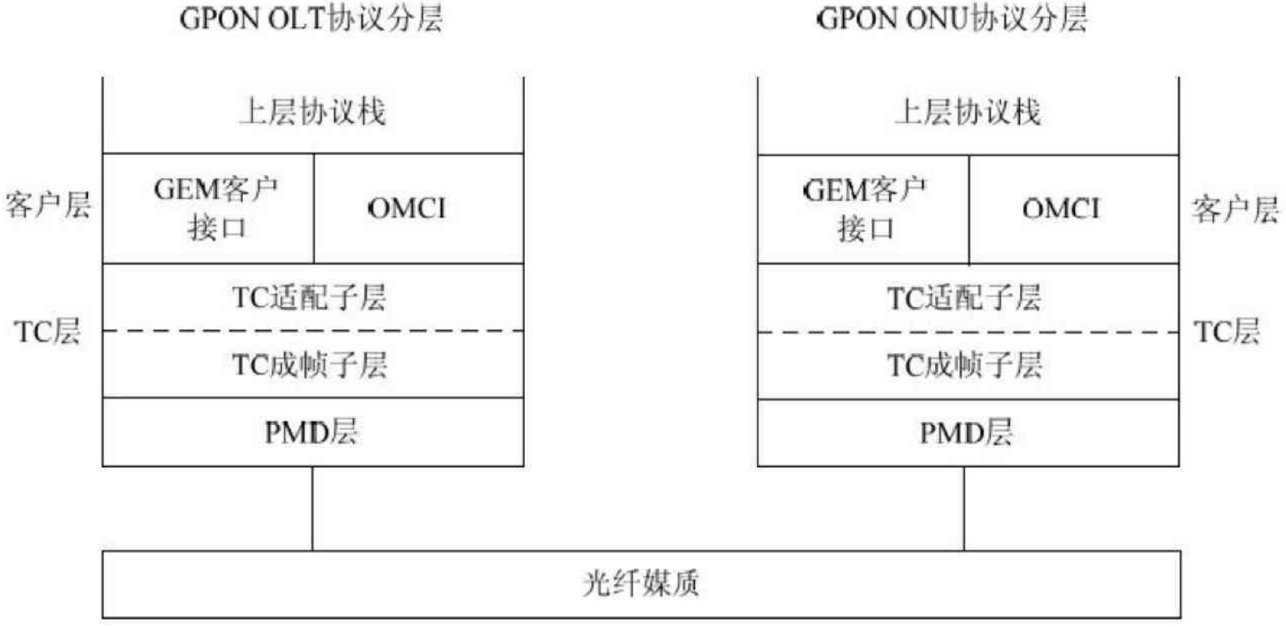 GPON OLT协议分层
GPON ONU协议分层
上层协议栈
上层协议栈
客户层
GEM客户
接口
OMCI
GEM客户
接口
OMCI
客户层
TC层
TC适配子层
TC成帧子层
TC适配子层
TC成帧子层
TC层
PMD层
PMD层
光纤媒质